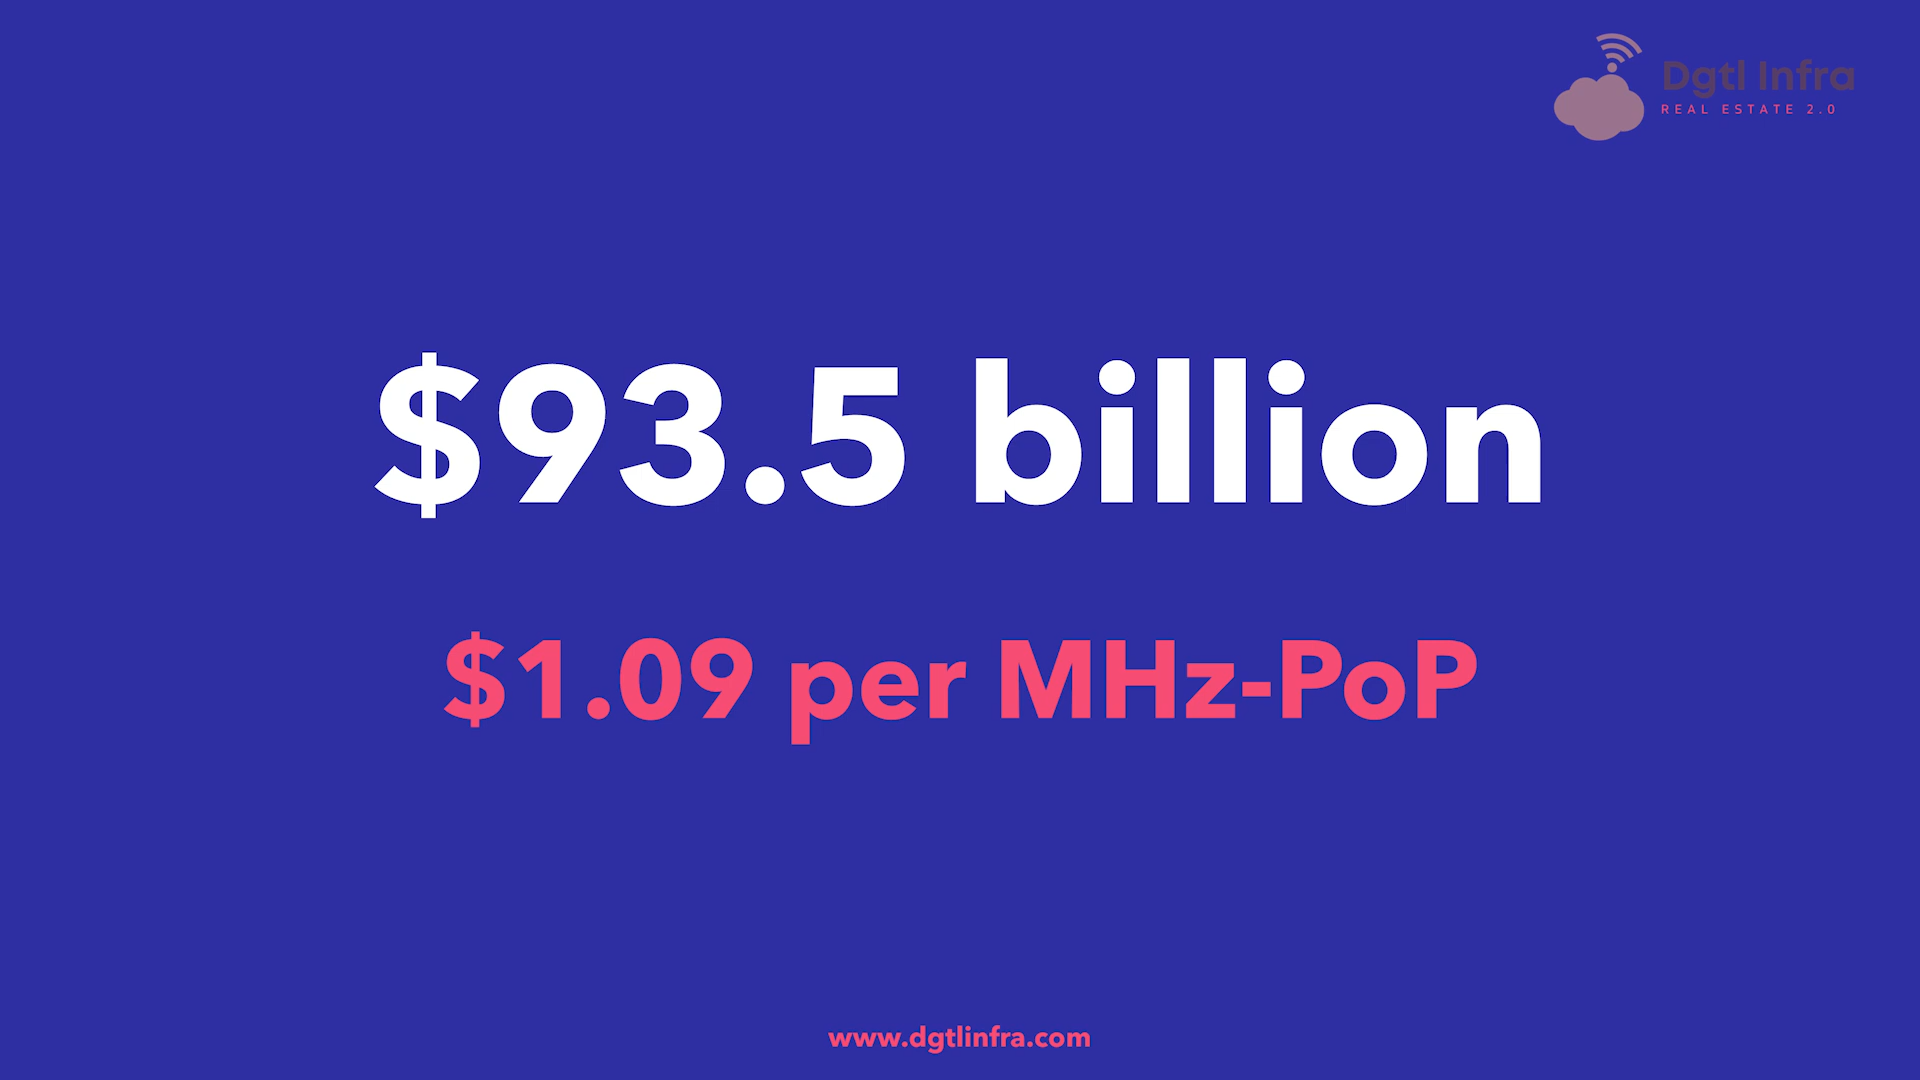 Dgtl Infra
REAL ESTATE 2.0
$93.5 billion
$1.09 per MHz-PoP
www.dgtlinfra.com